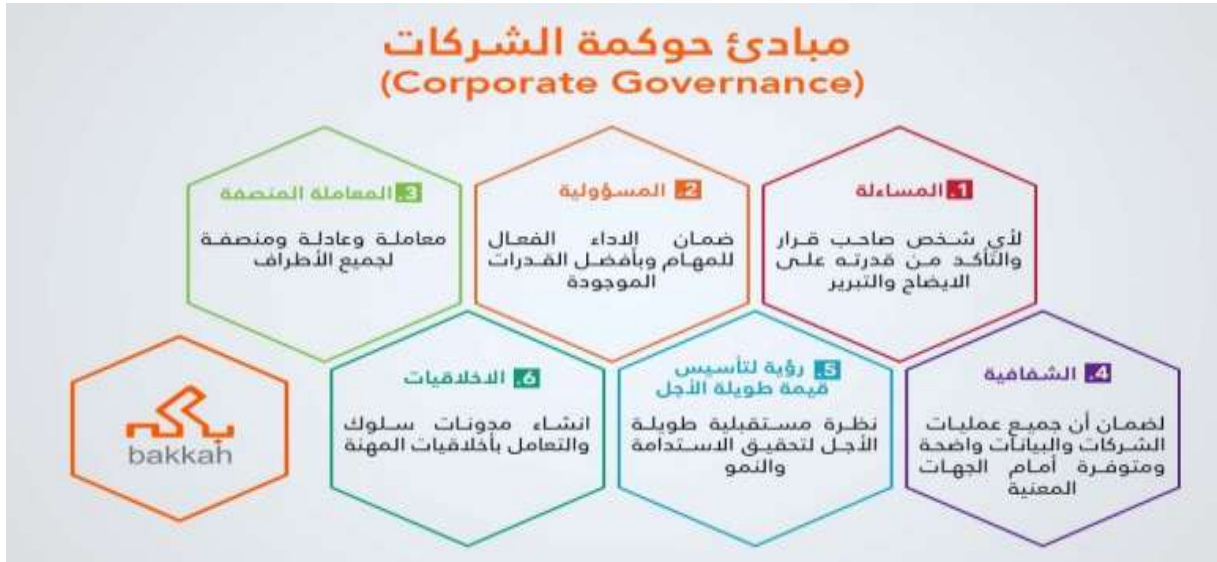 مبادئ حوكمة الشركات
(Corporate Governance)
1. المساءلة
لأي شخص صاحب قرار
والتأكد من قدرته على
الايضاح والتبرير
2. المسؤولية
ضمان الاداء الفعال
للمهام وبأفضل القدرات
الموجودة
3. المعاملة المنصفة
معاملة وعادلة ومنصفة
لجميع الأطراف
4. الشفافية
لضمان أن جميع عمليات
الشركات والبيانات واضحة
ومتوفرة أمام الجهات
المعنية
5. رؤية لتأسيس
قيمة طويلة الأجل
نظرة مستقبلية طويلة
الأجل لتحقيق الاستدامة
والنمو
6. الاخلاقيات
انشاء مدونات سلوك
والتعامل بأخلاقيات المهنة
بكه
bakkah